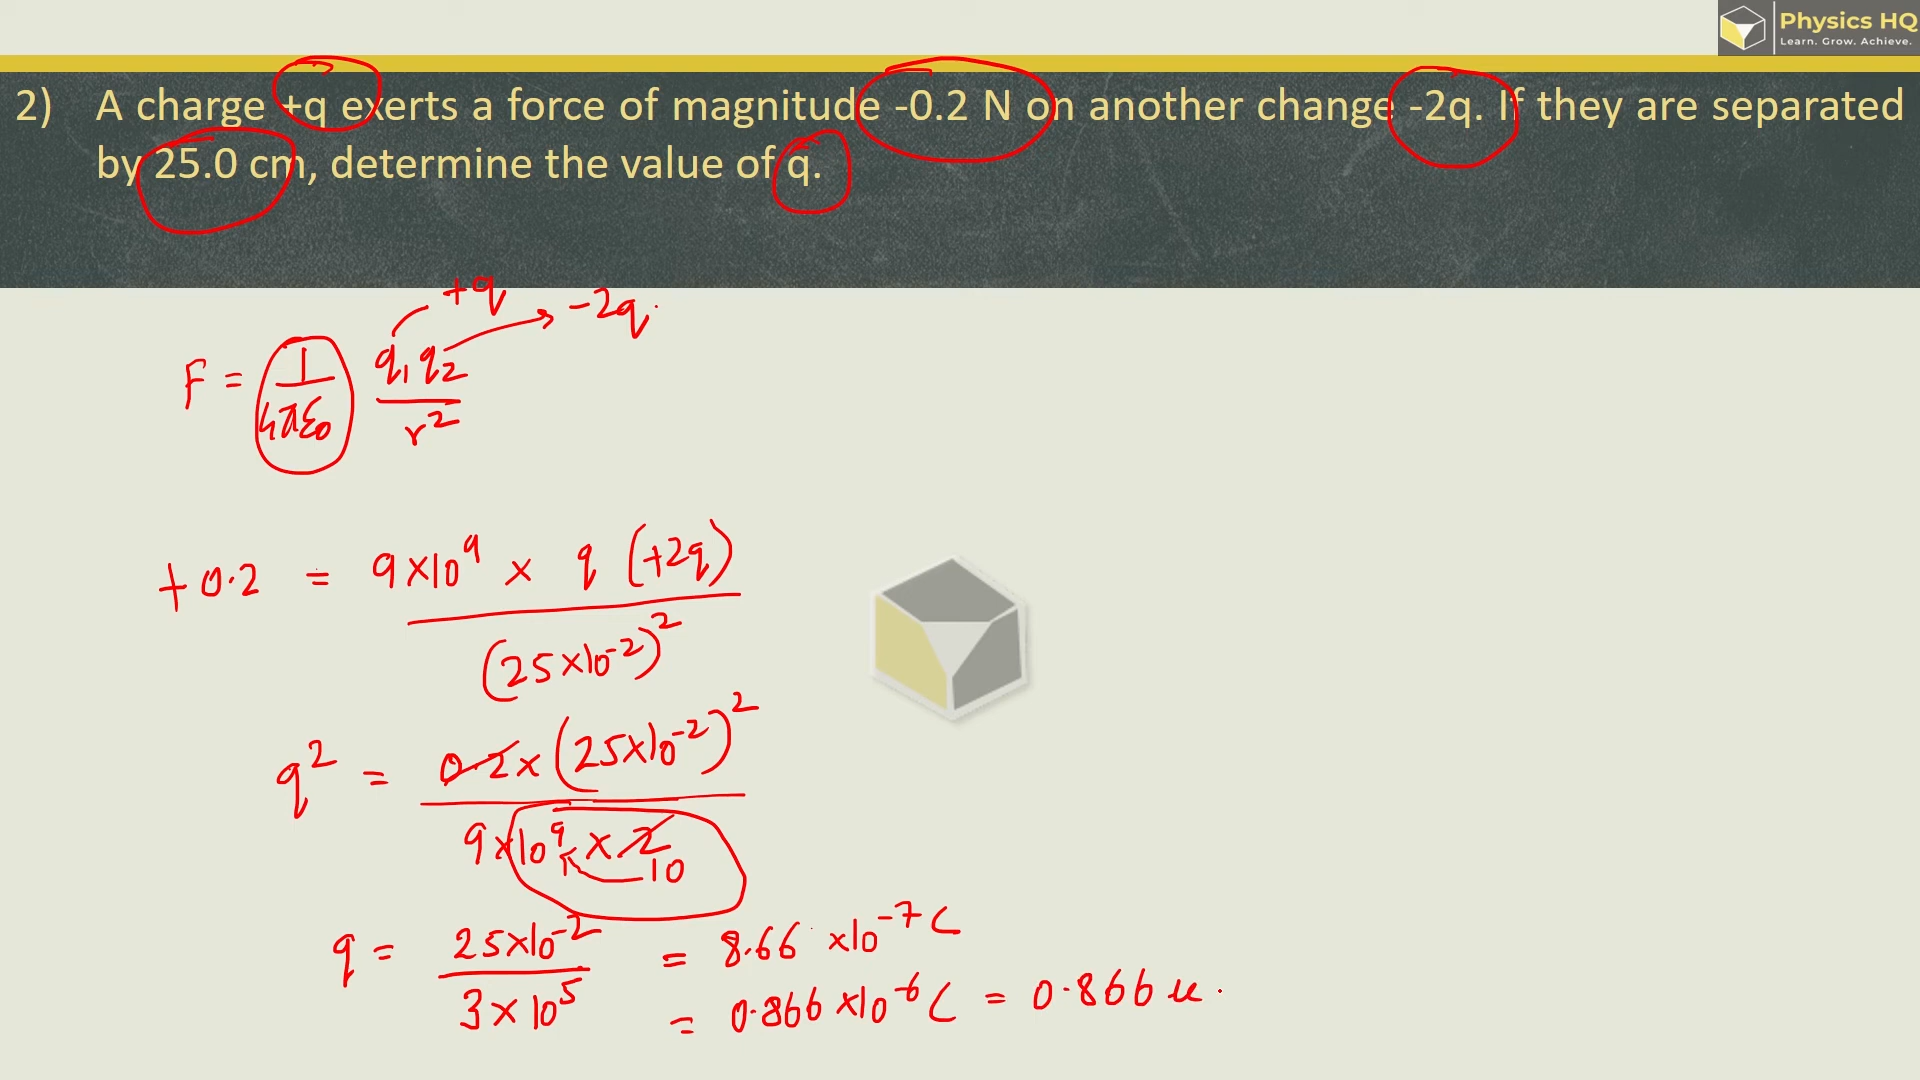 Physics HQ
Learn. Grow. Achieve.
2) A charge +q exerts a force of magnitude -0.2 N on another change -2q. If they are separated
by 25.0 cm, determine the value of q.
+q
-2q
F = 1/4πε₀ q₁q₂/r²
+0.2 = 9×10⁹ × q (+2q) / (25×10⁻²)²
q² = 0.2 × (25×10⁻²)² / 9×10⁹ × 2
10
q = 25×10⁻² / 3×10⁵ = 8.66 ×10⁻⁷ C
= 0.866 ×10⁻⁶ C = 0.866 u